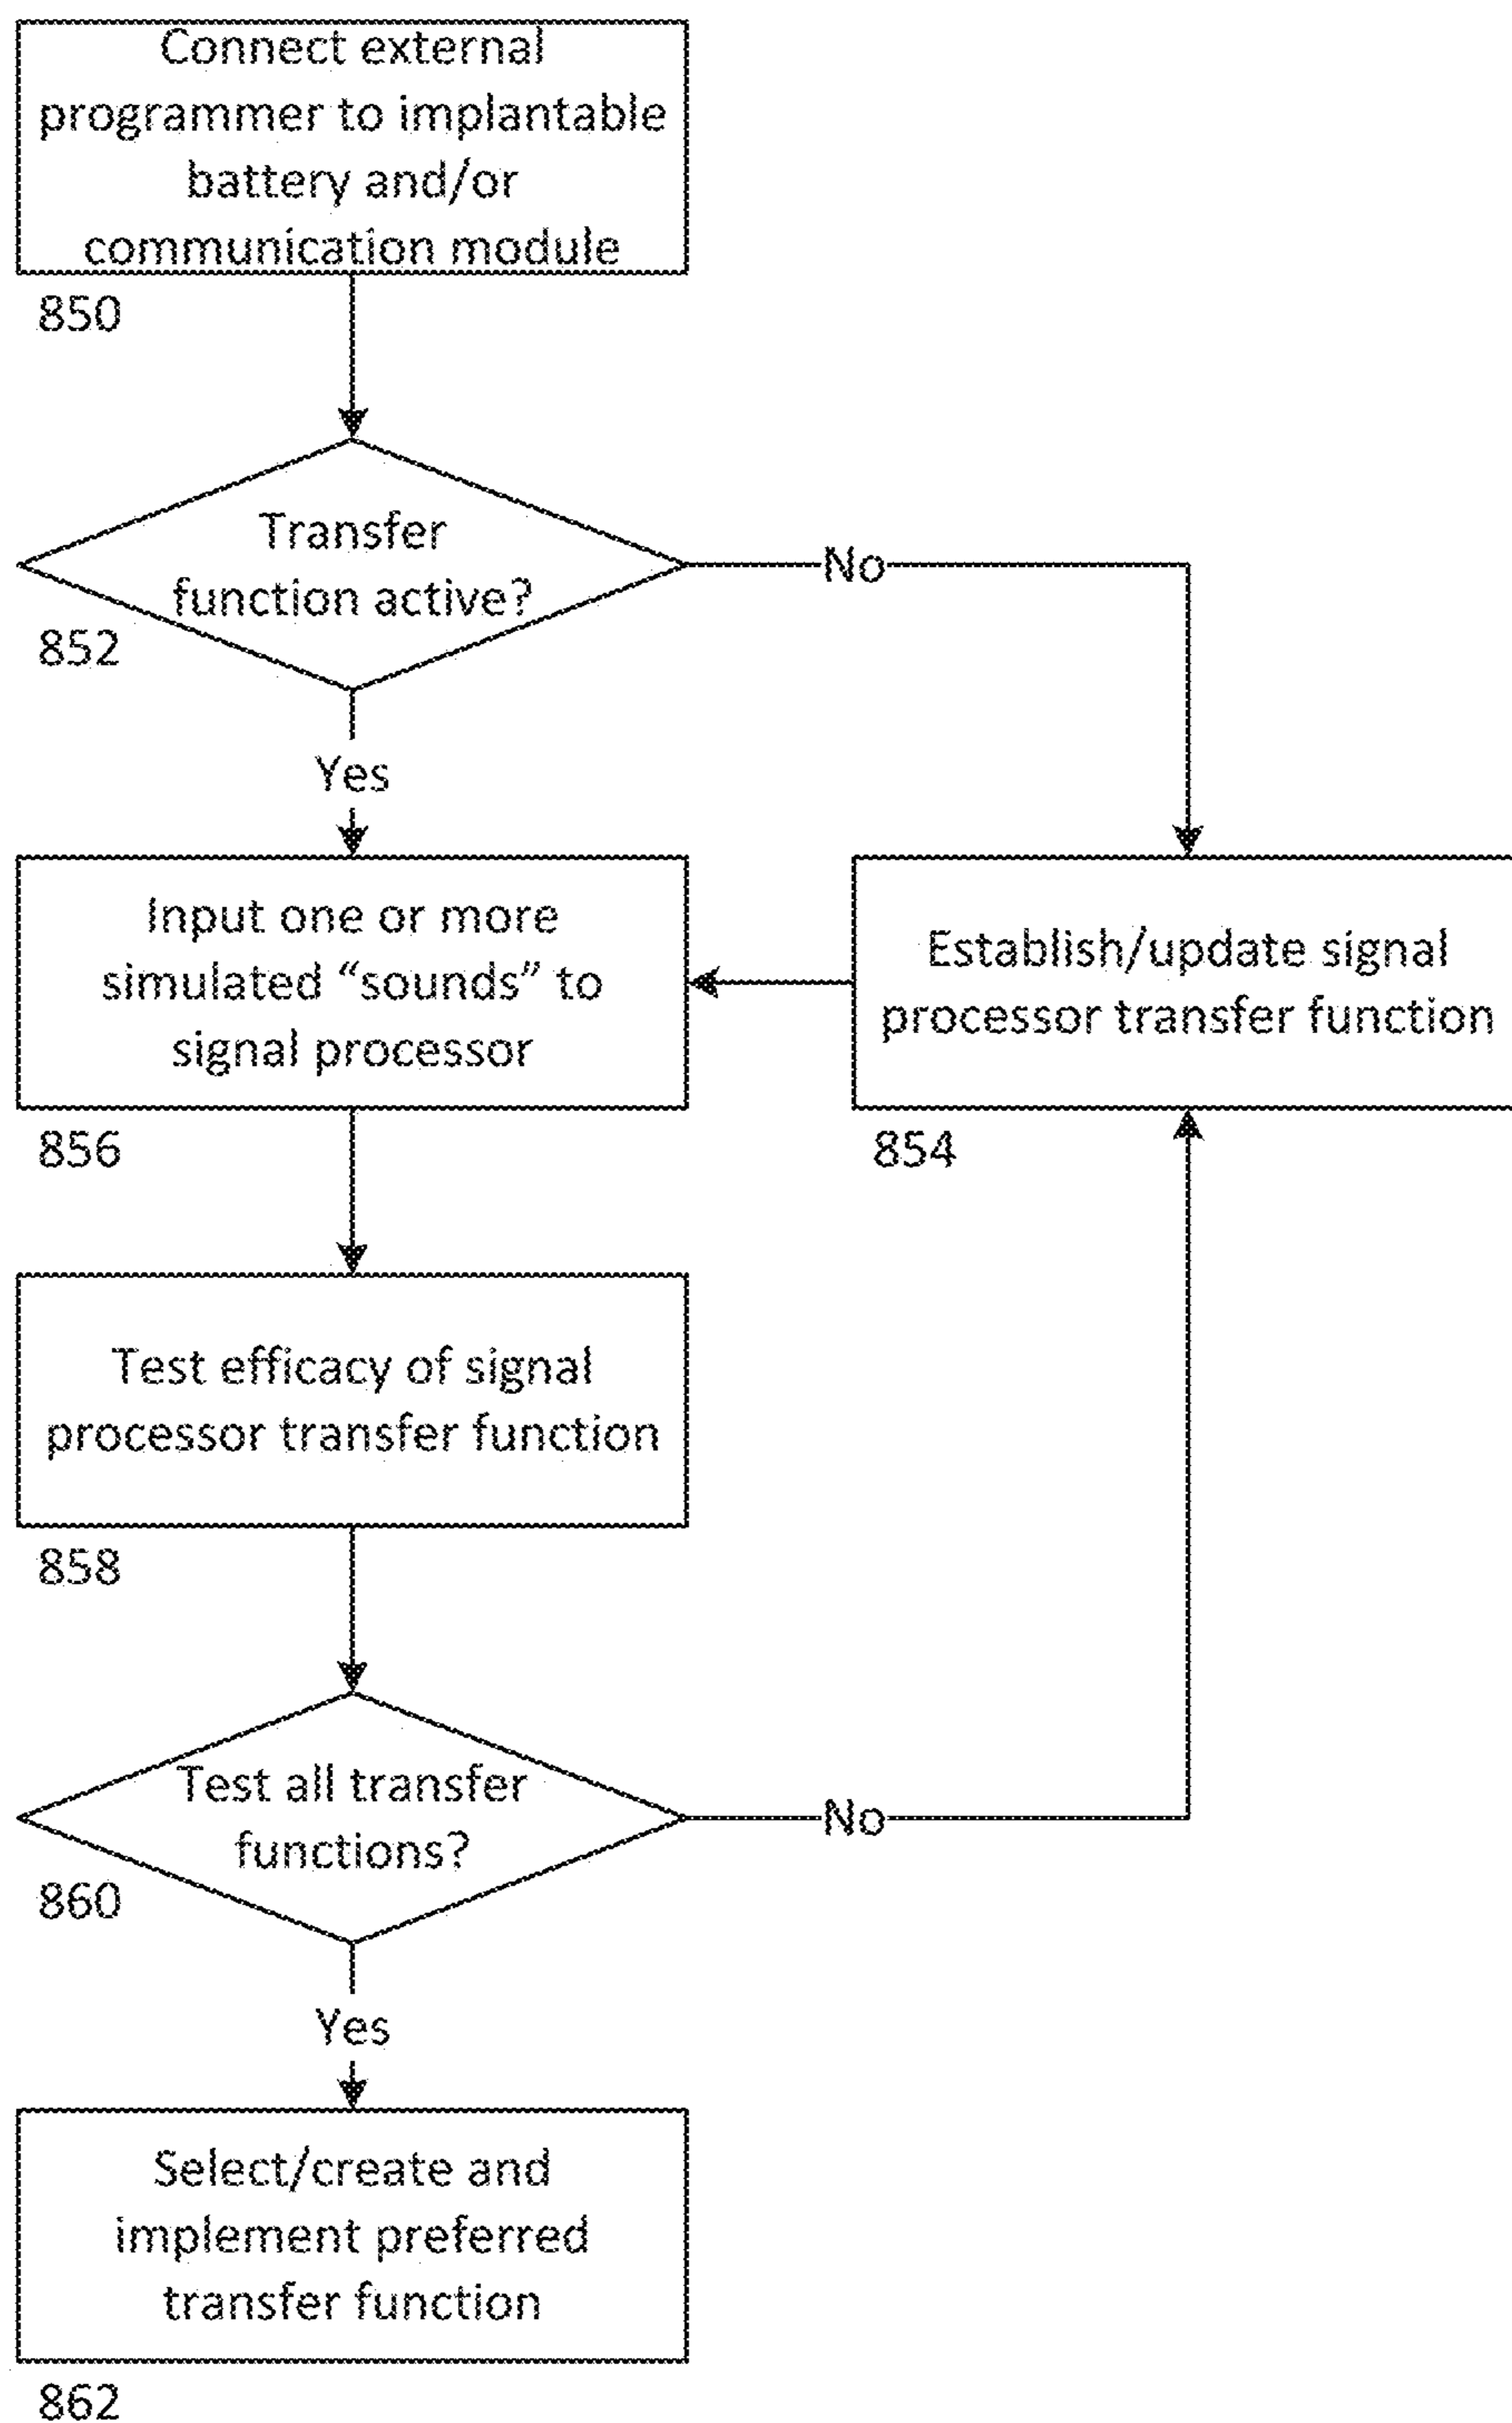 Connect external
programmer to implantable
battery and/or
communication module
850
Transfer
function active?
852
No
Yes
Input one or more
simulated “sounds” to
signal processor
856
Establish/update signal
processor transfer function
854
Test efficacy of signal
processor transfer function
858
Test all transfer
functions?
860
No
Yes
Select/create and
implement preferred
transfer function
862